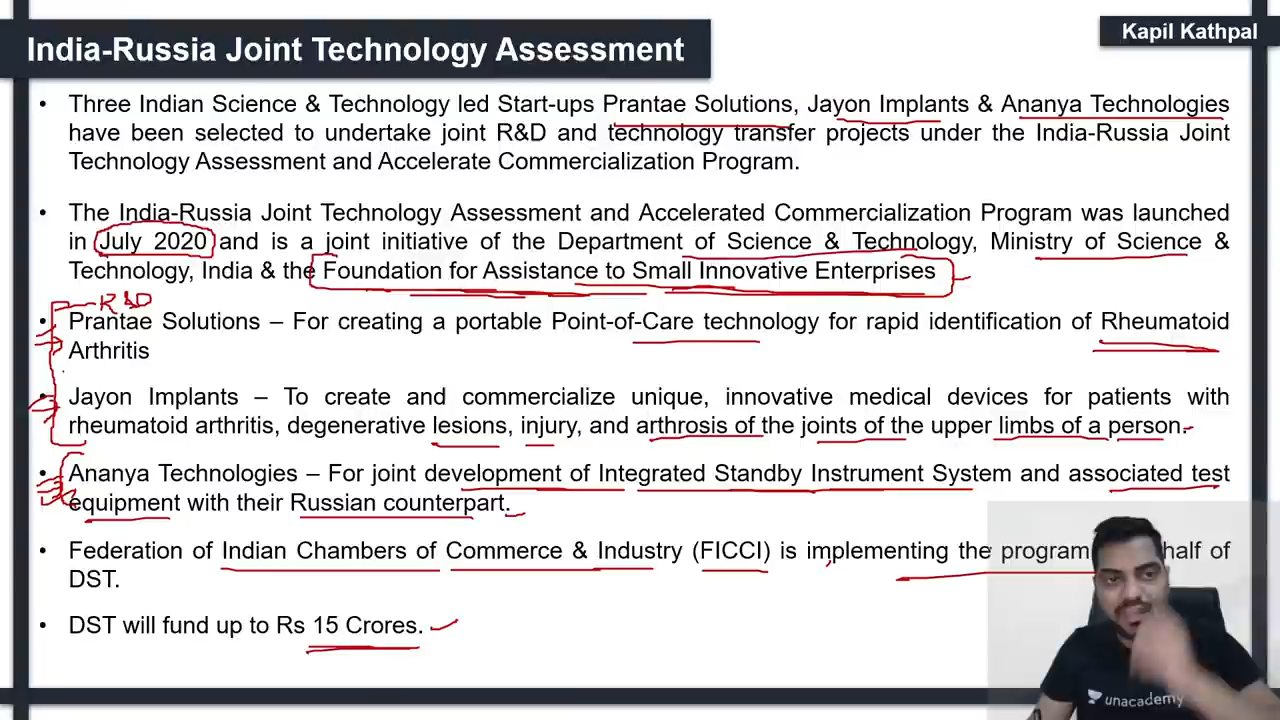 India-Russia Joint Technology Assessment
Kapil Kathpal
• Three Indian Science & Technology led Start-ups Prantae Solutions, Jayon Implants & Ananya Technologies
have been selected to undertake joint R&D and technology transfer projects under the India-Russia Joint
Technology Assessment and Accelerate Commercialization Program.
• The India-Russia Joint Technology Assessment and Accelerated Commercialization Program was launched
in July 2020 and is a joint initiative of the Department of Science & Technology, Ministry of Science &
Technology, India & the Foundation for Assistance to Small Innovative Enterprises
R&D
• Prantae Solutions – For creating a portable Point-of-Care technology for rapid identification of Rheumatoid
Arthritis
• Jayon Implants – To create and commercialize unique, innovative medical devices for patients with
rheumatoid arthritis, degenerative lesions, injury, and arthrosis of the joints of the upper limbs of a person.
• Ananya Technologies – For joint development of Integrated Standby Instrument System and associated test
equipment with their Russian counterpart.
• Federation of Indian Chambers of Commerce & Industry (FICCI) is implementing the program half of
DST.
• DST will fund up to Rs 15 Crores.
unacademy